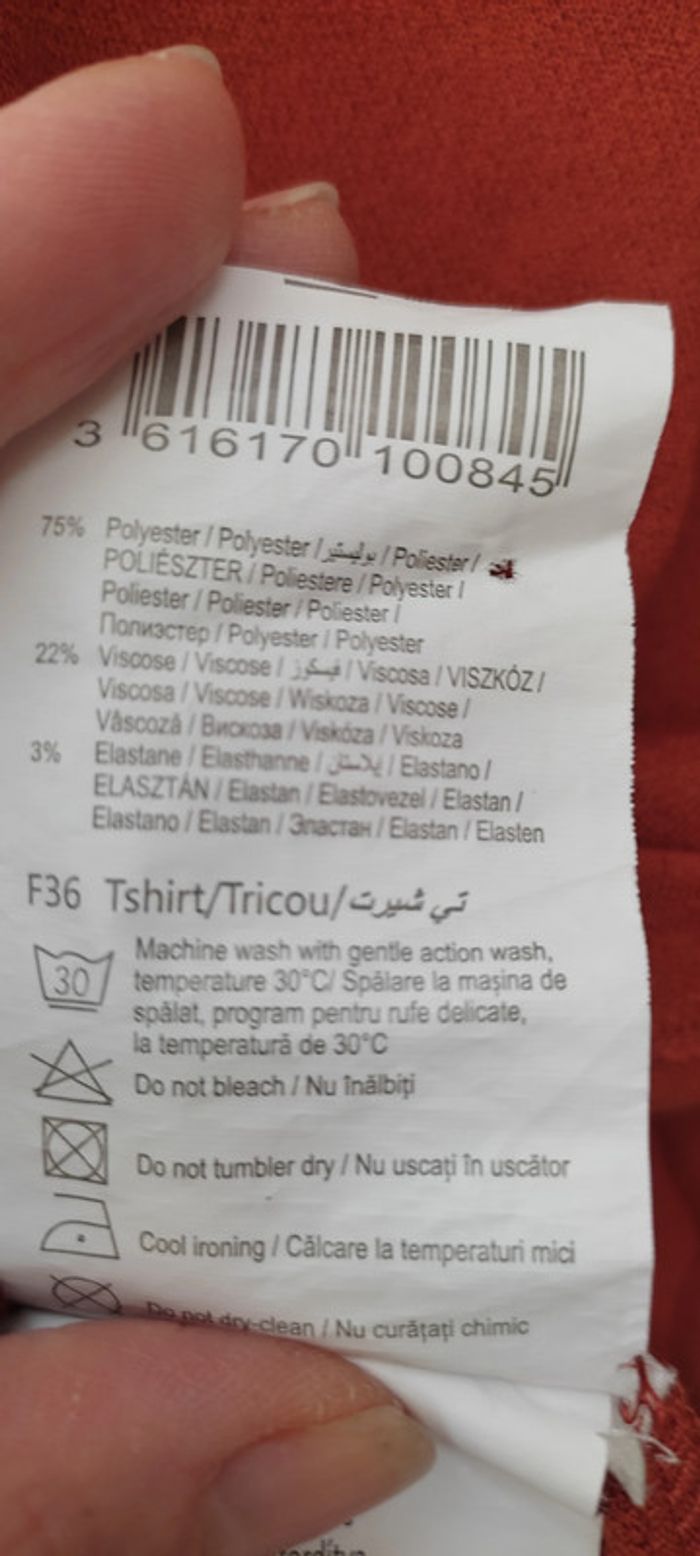 3 616170 100845
75% Polyester / Polyester / بوليستير / Poliester /
POLIÉSZTER / Poliestere / Polyester /
Poliester / Poliester / Poliester /
Полиэстер / Polyester / Polyester
22% Viscose / Viscose / فيسكوز / Viscosa / VISZKÓZ /
Viscosa / Viscose / Wiskoza / Viscose /
Vâscoză / Вискоза / Viskóza / Viskoza
3% Elastane / Elasthanne / يلاستان / Elastano /
ELASZTÁN / Elastan / Elastovezel / Elastan /
Elastano / Elastan / Эластан / Elastan / Elasten
F36 Tshirt/Tricou/تي شيرت
30
Machine wash with gentle action wash,
temperature 30°C/ Spălare la mașina de
spălat, program pentru rufe delicate,
la temperatură de 30°C
Do not bleach / Nu înălbiți
Do not tumbler dry / Nu uscați în uscător
Cool ironing / Călcare la temperaturi mici
Do not dry-clean / Nu curățați chimic